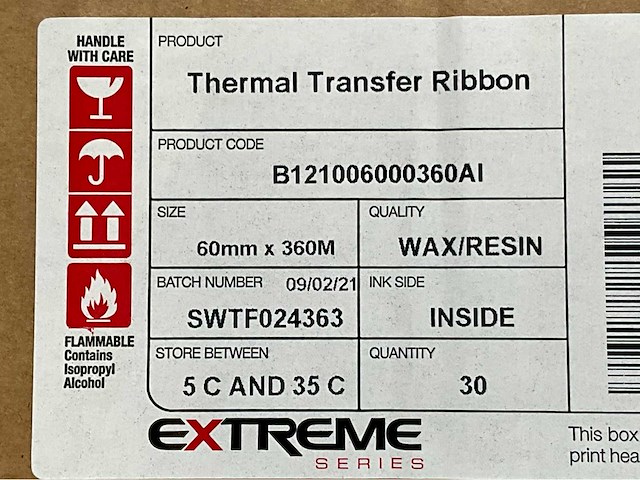 HANDLE
WITH CARE
PRODUCT
Thermal Transfer Ribbon
PRODUCT CODE
B121006000360AI
SIZE
60mm x 360M
QUALITY
WAX/RESIN
BATCH NUMBER 09/02/21
SWTF024363
INK SIDE
INSIDE
FLAMMABLE
Contains
Isopropyl
Alcohol
STORE BETWEEN
5 C AND 35 C
QUANTITY
30
EXTREME
SERIES
This box
print hea